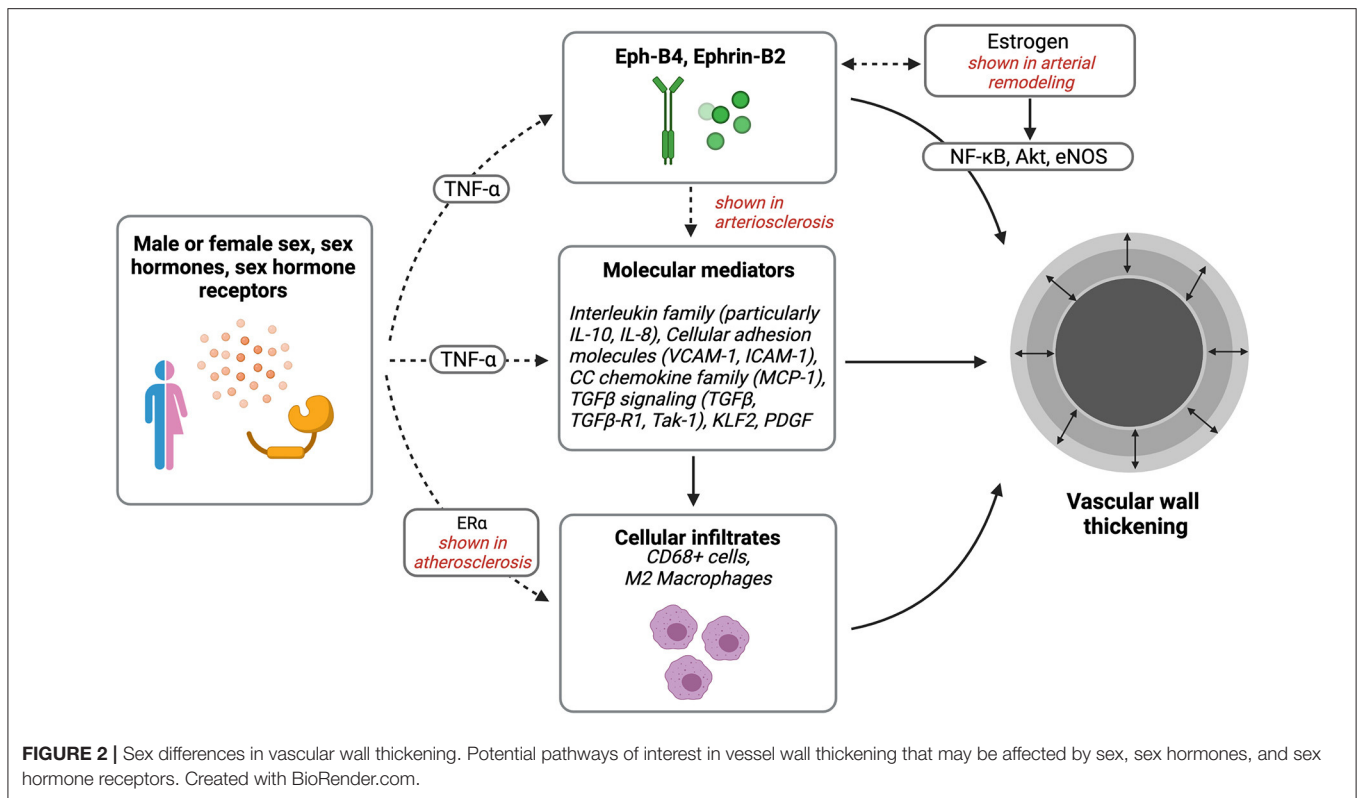 Eph-B4, Ephrin-B2
Estrogen
shown in arterial
remodeling
NF-κB, Akt, eNOS
TNF-α
shown in
arteriosclerosis
Male or female sex, sex
hormones, sex hormone
receptors
TNF-α
Molecular mediators
Interleukin family (particularly
IL-10, IL-8), Cellular adhesion
molecules (VCAM-1, ICAM-1),
CC chemokine family (MCP-1),
TGFβ signaling (TGFβ,
TGFβ-R1, Tak-1), KLF2, PDGF
Vascular wall
thickening
ERα
shown in
atherosclerosis
Cellular infiltrates
CD68+ cells,
M2 Macrophages
FIGURE 2 | Sex differences in vascular wall thickening. Potential pathways of interest in vessel wall thickening that may be affected by sex, sex hormones, and sex
hormone receptors. Created with BioRender.com.